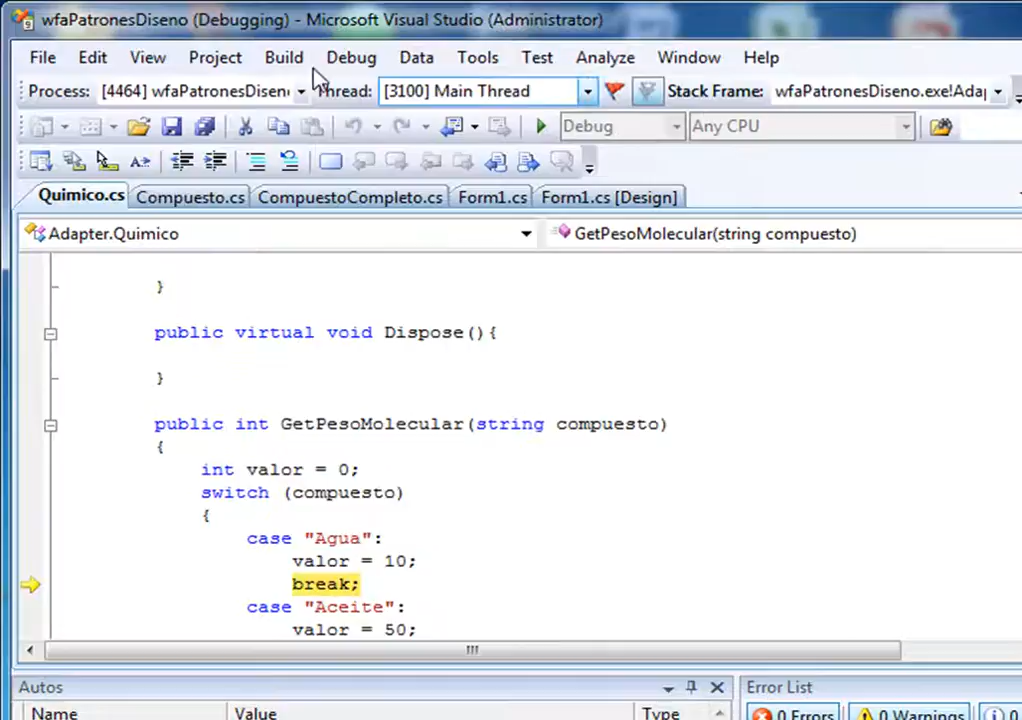 wfaPatronesDiseno (Debugging) - Microsoft Visual Studio (Administrator)
File Edit View Project Build Debug Data Tools Test Analyze Window Help
Process: [4464] wfaPatronesDisen Thread: [3100] Main Thread Stack Frame: wfaPatronesDiseno.exe!Adap
Debug Any CPU
Quimico.cs Compuesto.cs CompuestoCompleto.cs Form1.cs Form1.cs [Design]
Adapter.Quimico GetPesoMolecular(string compuesto)
}
public virtual void Dispose(){
}
public int GetPesoMolecular(string compuesto)
{
int valor = 0;
switch (compuesto)
{
case "Agua":
valor = 10;
break;
case "Aceite":
valor = 50;
Autos Error List
Name Value Type 0 Errors 0 Warnings 0